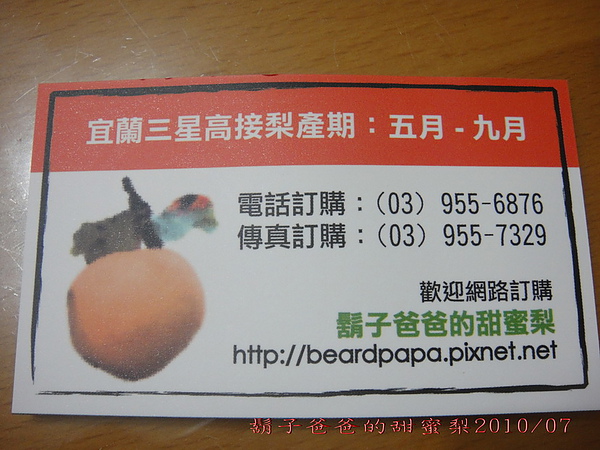 宜蘭三星高接梨產期：五月-九月
電話訂購：(03) 955-6876
傳真訂購：(03) 955-7329
歡迎網路訂購
鬍子爸爸的甜蜜梨
http://beardpapa.pixnet.net
鬍子爸爸的甜蜜梨2010/07